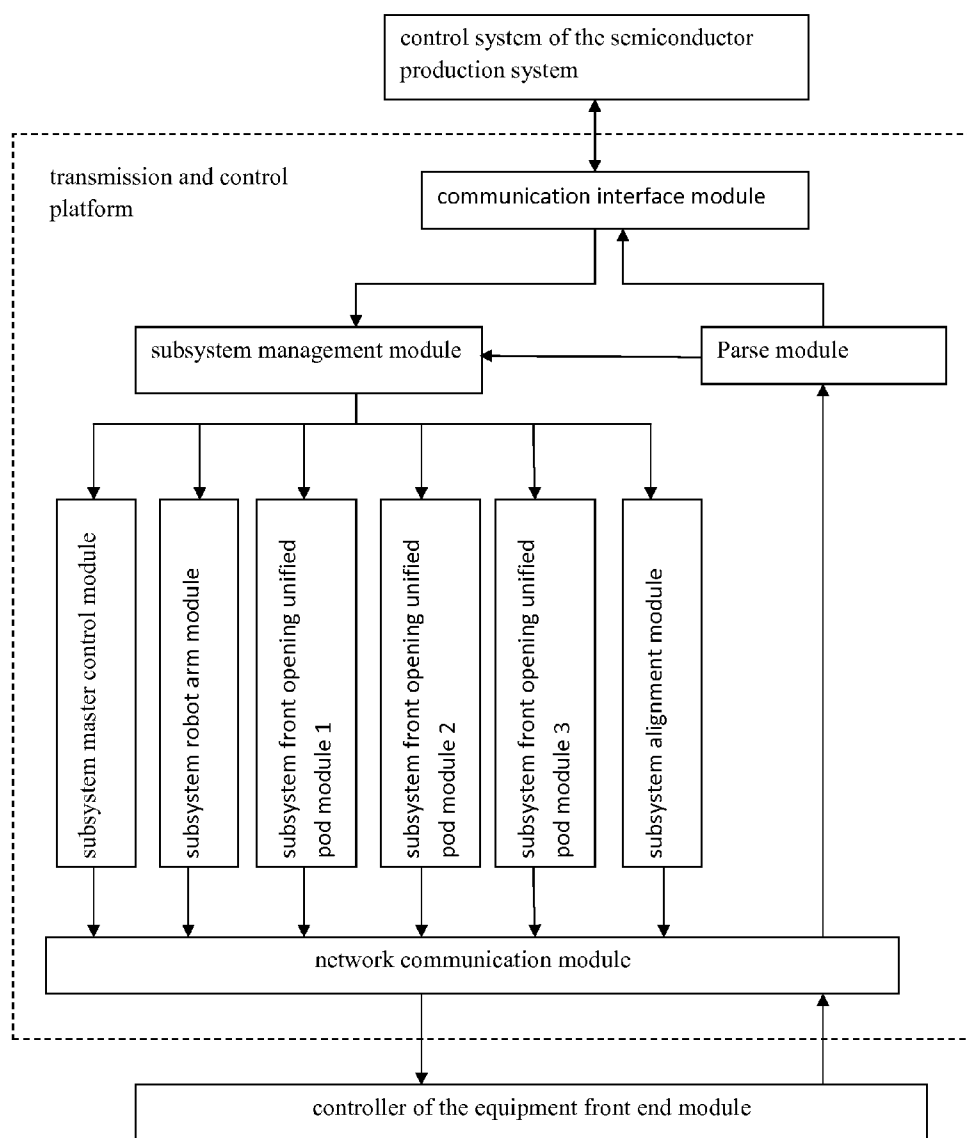 control system of the semiconductor
production system
transmission and control
platform
communication interface module
subsystem management module
Parse module
subsystem master control module
subsystem robot arm module
subsystem front opening unified
pod module 1
subsystem front opening unified
pod module 2
subsystem front opening unified
pod module 3
subsystem alignment module
network communication module
controller of the equipment front end module